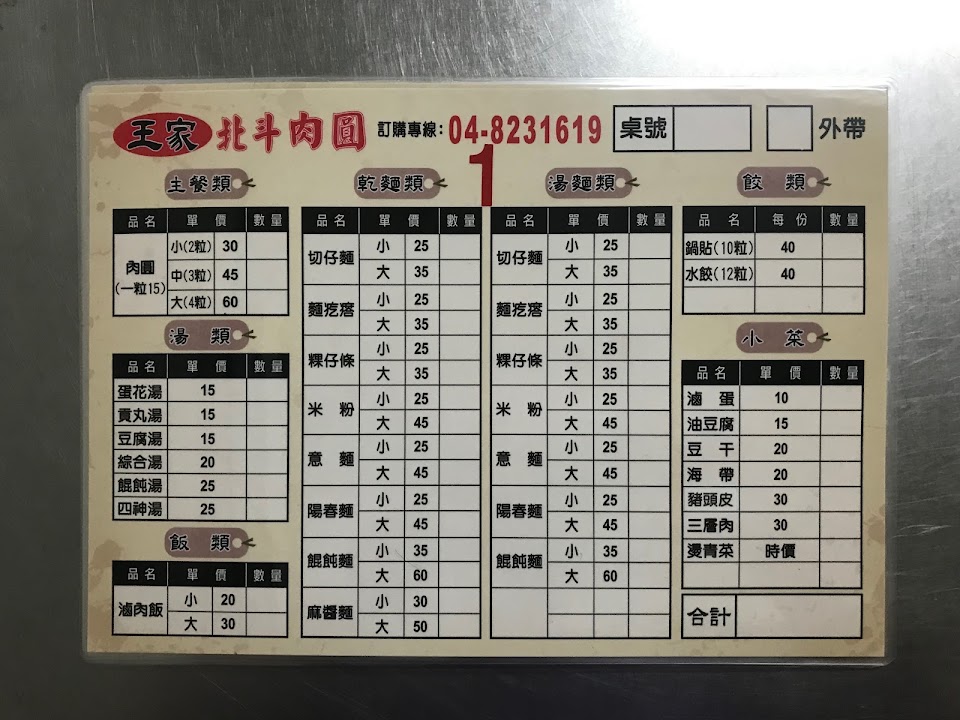 王家 北斗肉圓 訂購專線: 04-8231619 桌號 外帶
1
主餐類
品名 單價 數量
肉圓(一粒15) 小(2粒) 30
中(3粒) 45
大(4粒) 60
湯類
品名 單價 數量
蛋花湯 15
貢丸湯 15
豆腐湯 15
綜合湯 20
餛飩湯 25
四神湯 25
飯類
品名 單價 數量
滷肉飯 小 20
大 30
乾麵類
品名 單價 數量
切仔麵 小 25
大 35
麵疙瘩 小 25
大 35
粿仔條 小 25
大 35
米粉 小 25
大 45
意麵 小 25
大 45
陽春麵 小 25
大 45
餛飩麵 小 35
大 60
麻醬麵 小 30
大 50
湯麵類
品名 單價 數量
切仔麵 小 25
大 35
麵疙瘩 小 25
大 35
粿仔條 小 25
大 35
米粉 小 25
大 45
意麵 小 25
大 45
陽春麵 小 25
大 45
餛飩麵 小 35
大 60
餃類
品名 每份 數量
鍋貼(10粒) 40
水餃(12粒) 40
小菜
品名 單價 數量
滷蛋 10
油豆腐 15
豆干 20
海帶 20
豬頭皮 30
三層肉 30
燙青菜 時價
合計